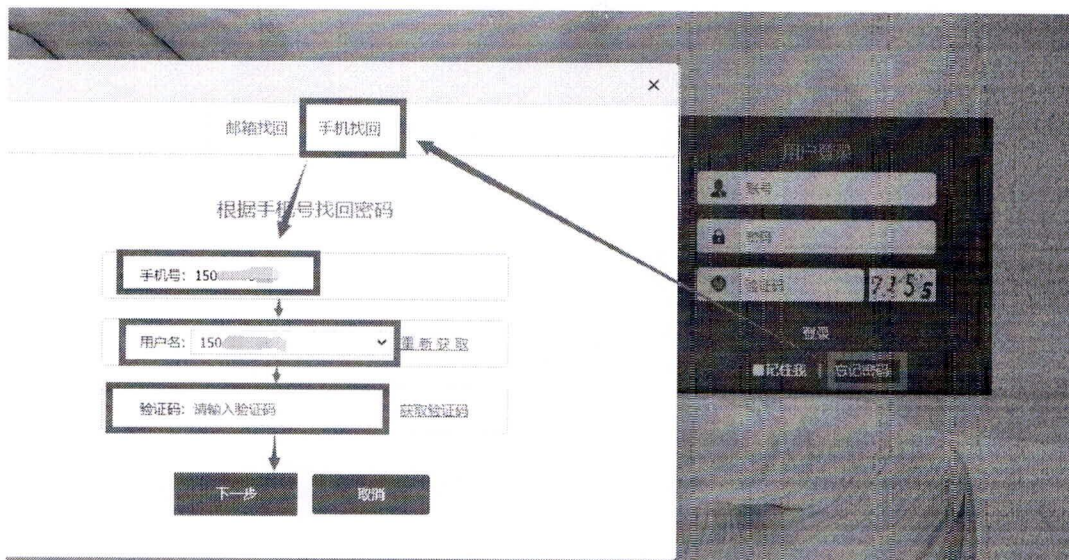 ×
邮箱找回 手机找回
根据手机号找回密码
手机号: 150
用户名: 150 重新获取
验证码: 请输入验证码 获取验证码
下一步 取消
用户登录
账号
密码
验证码
登录
记住我 | 忘记密码